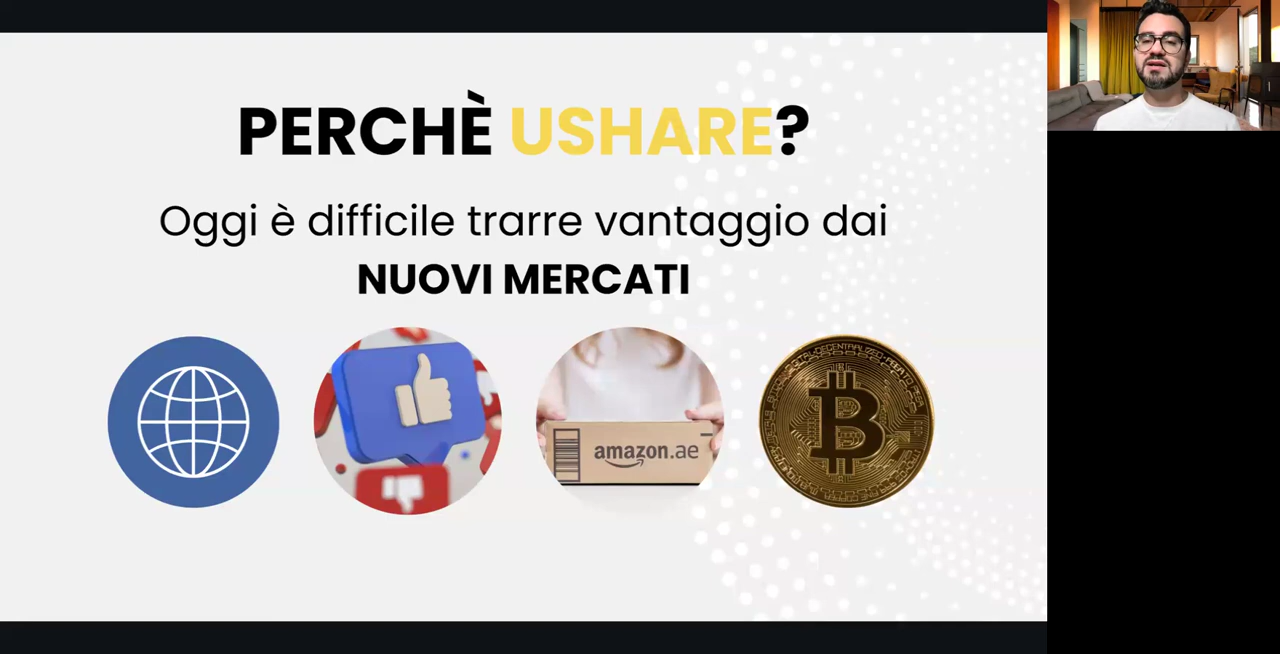 PERCHÈ USHARE?
Oggi è difficile trarre vantaggio dai
NUOVI MERCATI
amazon.ae